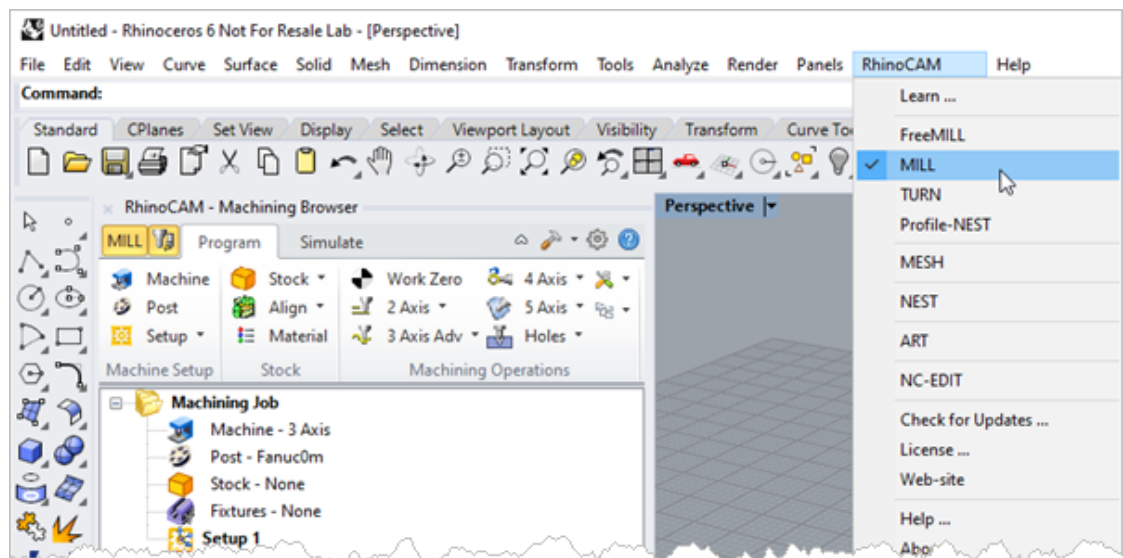 Untitled - Rhinoceros 6 Not For Resale Lab - [Perspective]
File Edit View Curve Surface Solid Mesh Dimension Transform Tools Analyze Render Panels RhinoCAM Help
Command:
Standard CPlanes Set View Display Select Viewport Layout Visibility Transform Curve
RhinoCAM - Machining Browser
MILL Program Simulate
Machine Stock Work Zero 4 Axis
Post Align 2 Axis 5 Axis
Setup Material 3 Axis Adv Holes
Machine Setup Stock Machining Operations
Machining Job
Machine - 3 Axis
Post - Fanuc0m
Stock - None
Fixtures - None
Setup 1
Perspective
Learn ...
FreeMILL
MILL
TURN
Profile-NEST
MESH
NEST
ART
NC-EDIT
Check for Updates ...
License ...
Web-site
Help ...